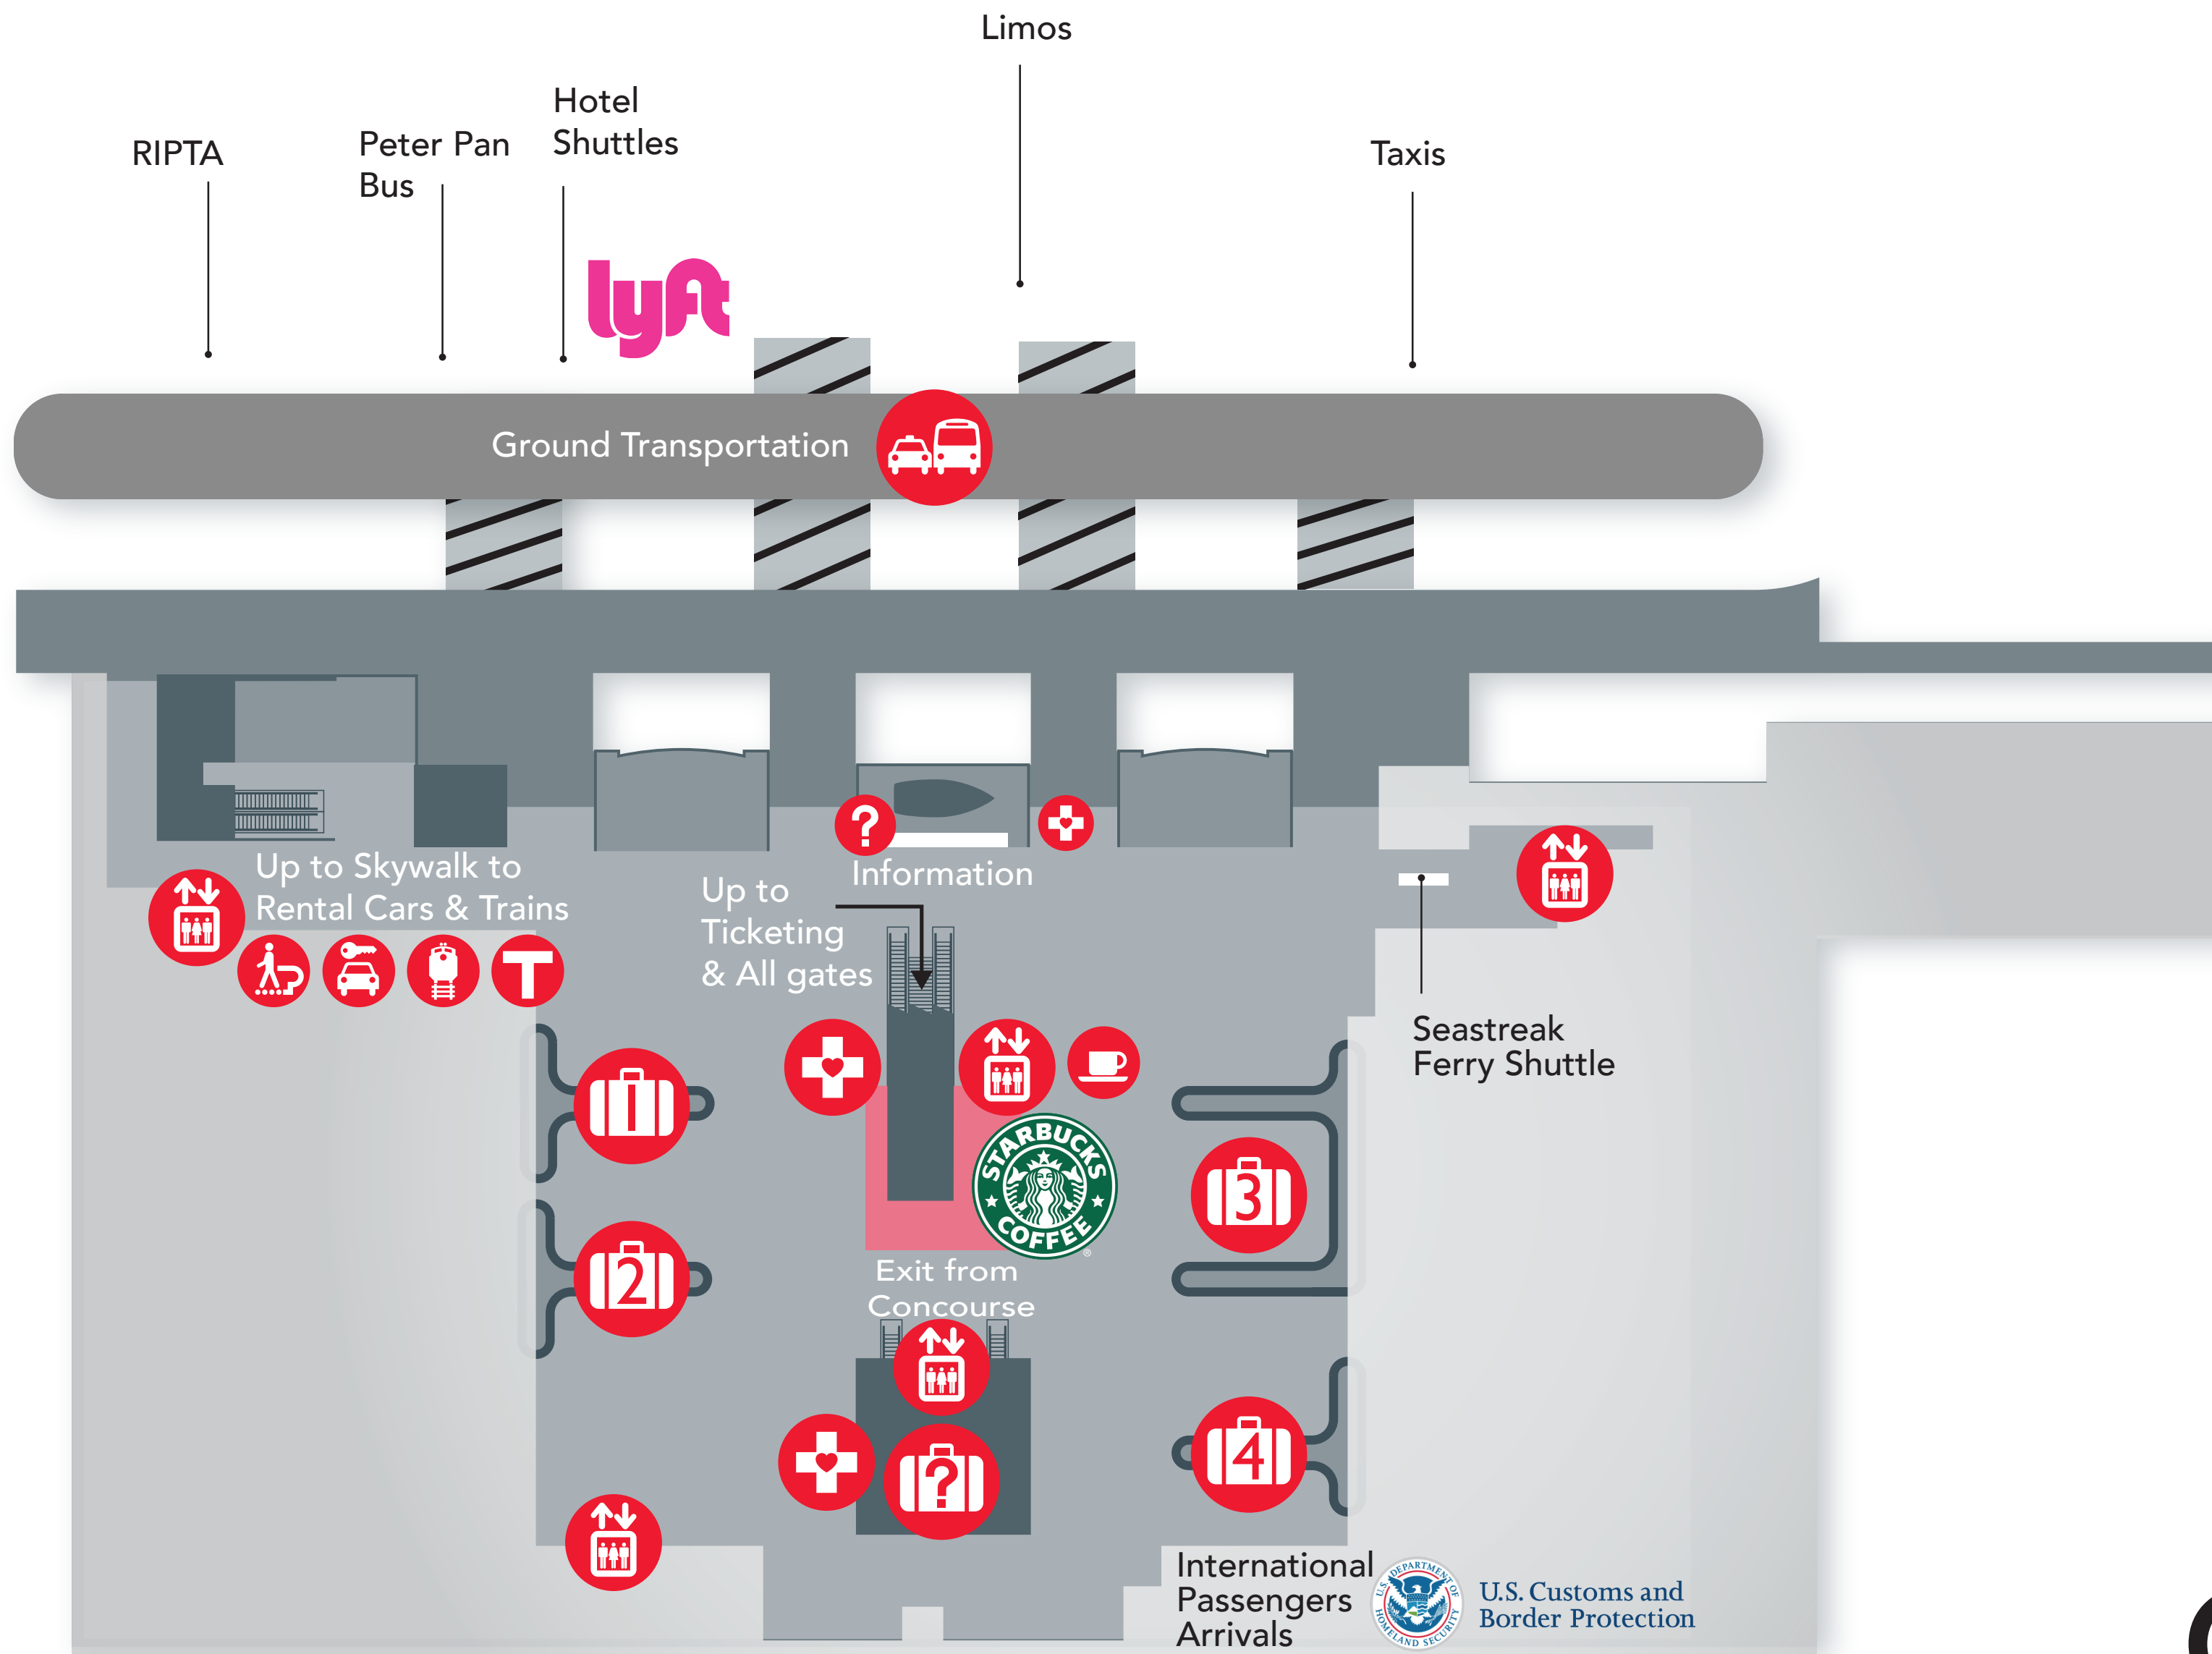 Limos
Hotel
Shuttles
RIPTA
Peter Pan
Bus
Taxis
lyft
Ground Transportation
?
Information
Up to Skywalk to
Rental Cars & Trains
T
Up to
Ticketing
& All gates
Seastreak
Ferry Shuttle
1
STARBUCKS
COFFEE
®
3
2
Exit from
Concourse
4
?
International
Passengers
Arrivals
U.S. DEPARTMENT OF
HOMELAND SECURITY
U.S. Customs and
Border Protection